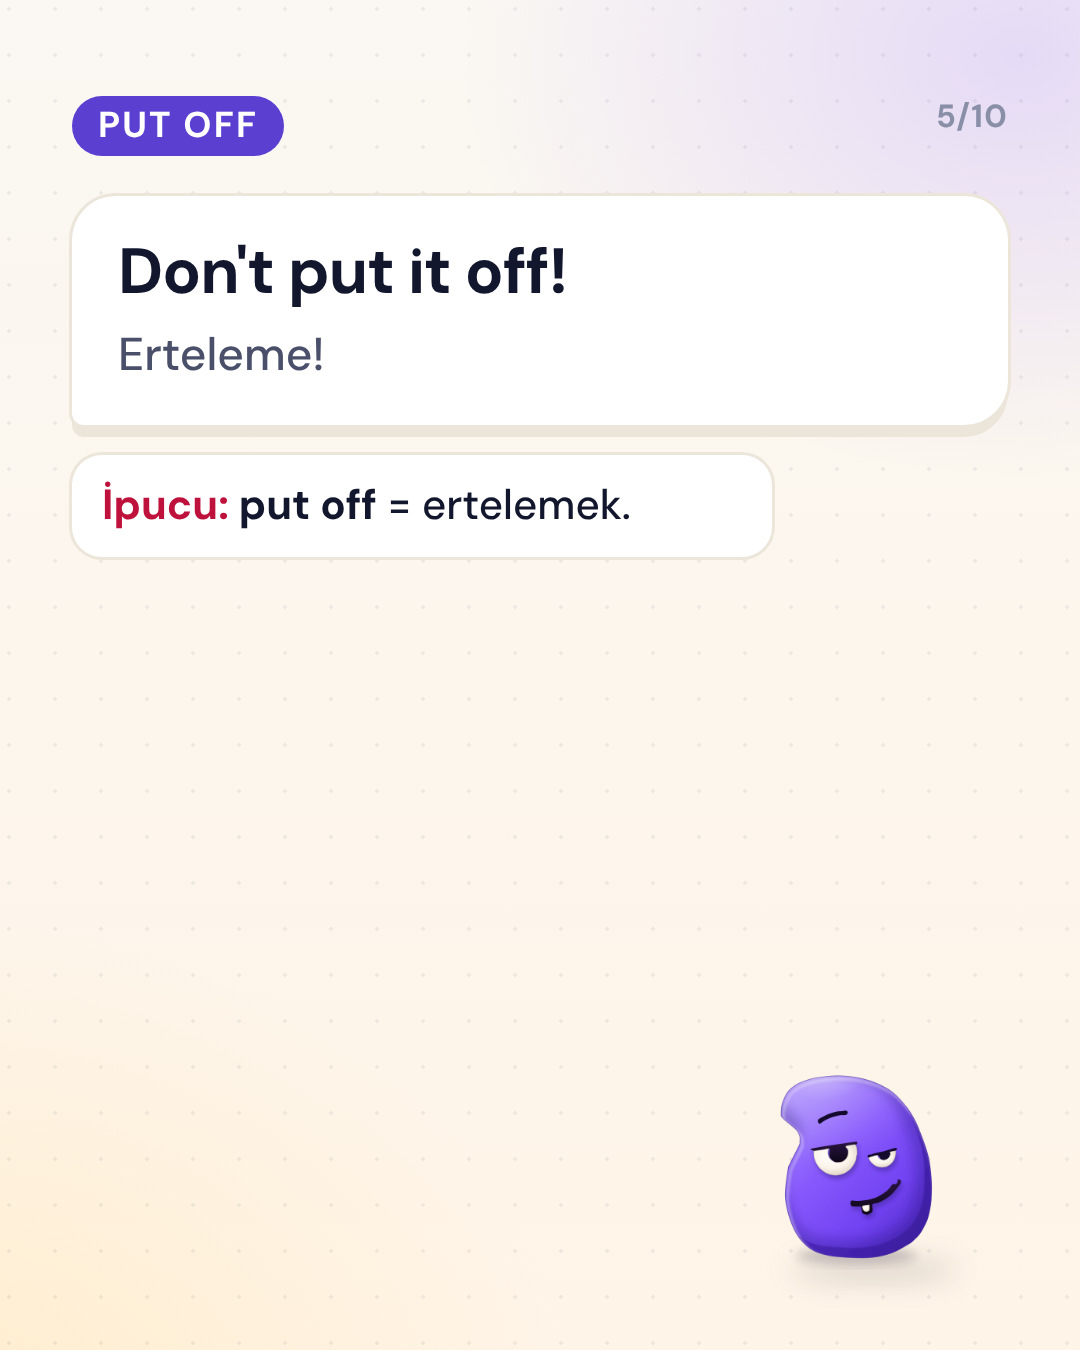 PUT OFF
5/10
Don't put it off!
Erteleme!
İpucu: put off = ertelemek.